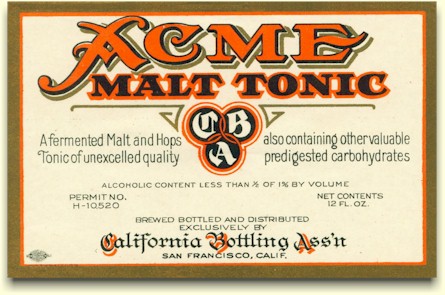 ACME
MALT TONIC
C B
A
A fermented Malt and Hops
Tonic of unexcelled quality
also containing other valuable
predigested carbohydrates
ALCOHOLIC CONTENT LESS THAN ½ OF 1% BY VOLUME
PERMIT NO.
H-10520
NET CONTENTS
12 FL. OZ.
BREWED BOTTLED AND DISTRIBUTED
EXCLUSIVELY BY
California Bottling Ass'n
SAN FRANCISCO, CALIF.